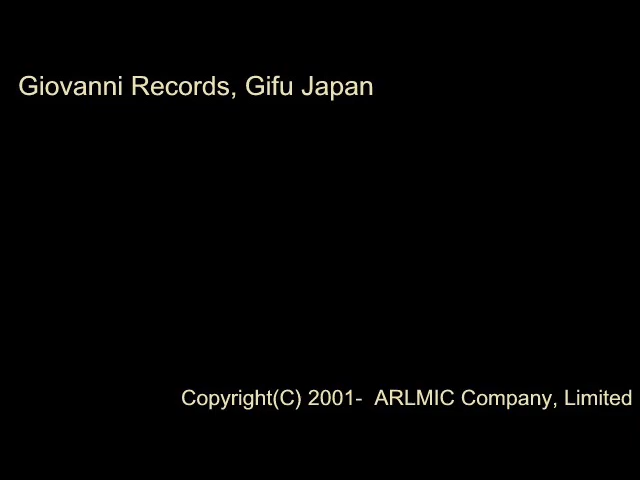 Giovanni Records, Gifu Japan
Copyright(C) 2001-  ARLMIC Company, Limited